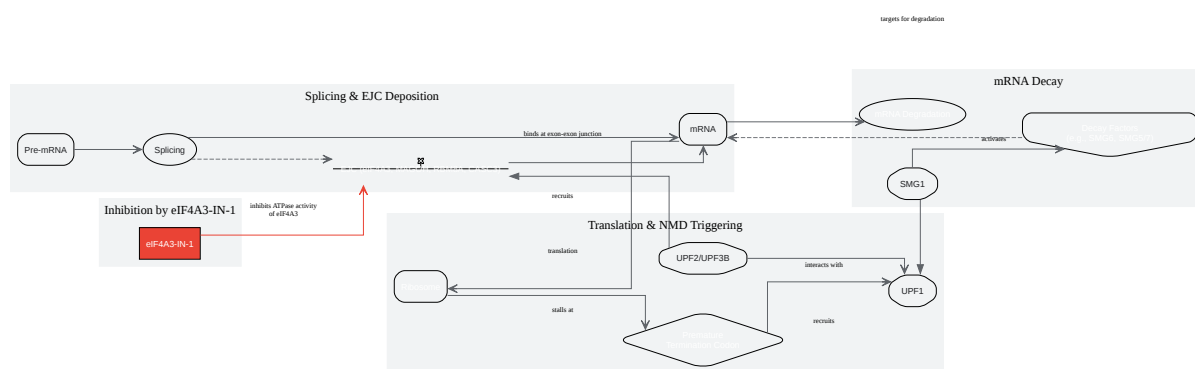 targets for degradation
mRNA Decay
Splicing & EJC Deposition
mRNA
binds at exon-exon junction
activates
Pre-mRNA
Splicing
SMG1
recruits
Inhibition by eIF4A3-IN-1
inhibits ATPase activity
of eIF4A3
eIF4A3-IN-1
Translation & NMD Triggering
translation
UPF2/UPF3B
interacts with
UPF1
stalls at
recruits